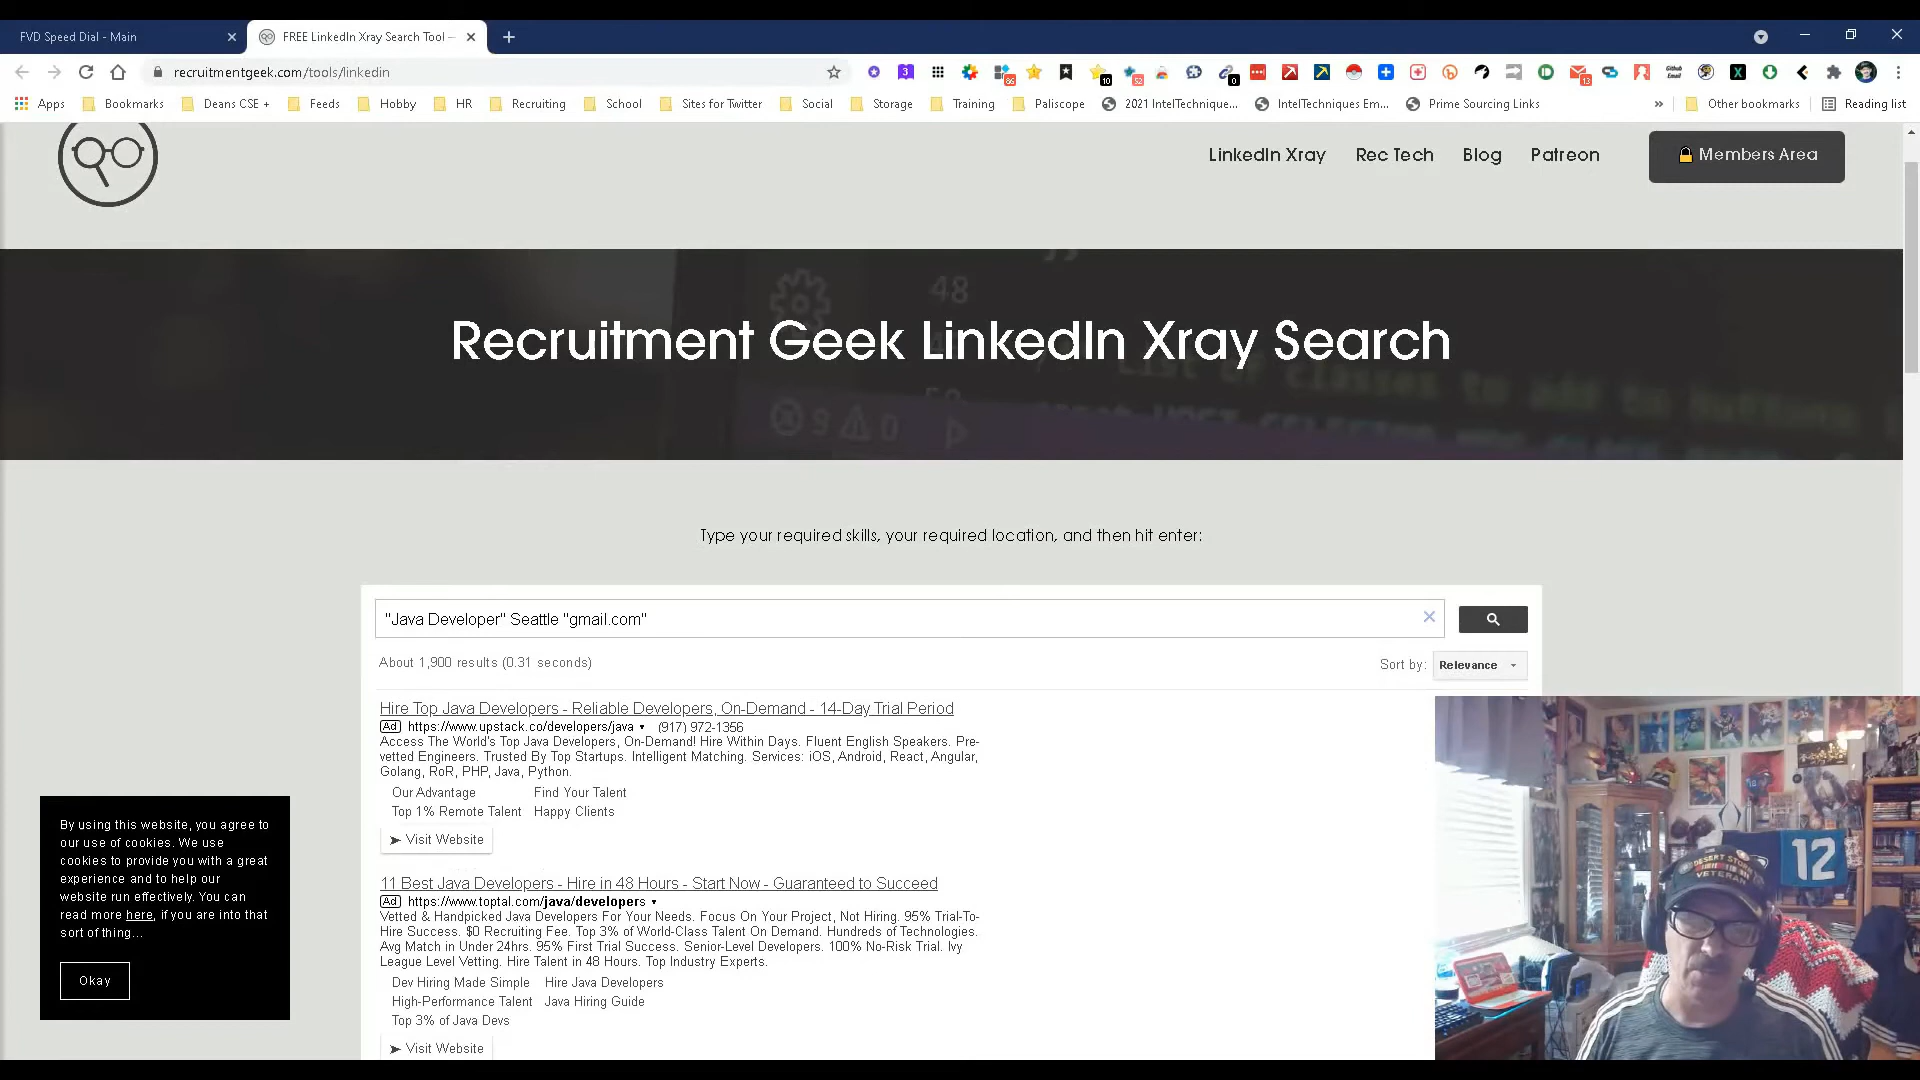 FVD Speed Dial - Main
FREE LinkedIn Xray Search Tool –
recruitmentgeek.com/tools/linkedin
Apps
Bookmarks
Deans CSE +
Feeds
Hobby
HR
Recruiting
School
Sites for Twitter
Social
Storage
Training
Paliscope
2021 IntelTechnique...
IntelTechniques Em...
Prime Sourcing Links
»
Other bookmarks
Reading list
LinkedIn Xray
Rec Tech
Blog
Patreon
Members Area
Recruitment Geek LinkedIn Xray Search
Type your required skills, your required location, and then hit enter:
"Java Developer" Seattle "gmail.com"
About 1,900 results (0.31 seconds)
Sort by: Relevance
Hire Top Java Developers - Reliable Developers, On-Demand - 14-Day Trial Period
Ad https://www.upstack.co/developers/java (917) 972-1356
Access The World's Top Java Developers, On-Demand! Hire Within Days. Fluent English Speakers. Pre-
vetted Engineers. Trusted By Top Startups. Intelligent Matching. Services: iOS, Android, React, Angular,
Golang, RoR, PHP, Java, Python.
Our Advantage Find Your Talent
Top 1% Remote Talent Happy Clients
Visit Website
11 Best Java Developers - Hire in 48 Hours - Start Now - Guaranteed to Succeed
Ad https://www.toptal.com/java/developers
Vetted & Handpicked Java Developers For Your Needs. Focus On Your Project, Not Hiring. 95% Trial-To-
Hire Success. $0 Recruiting Fee. Top 3% of World-Class Talent On Demand. Hundreds of Technologies.
Avg Match in Under 24hrs. 95% First Trial Success. Senior-Level Developers. 100% No-Risk Trial. Ivy
League Level Vetting. Hire Talent in 48 Hours. Top Industry Experts.
Dev Hiring Made Simple Hire Java Developers
High-Performance Talent Java Hiring Guide
Top 3% of Java Devs
Visit Website
By using this website, you agree to
our use of cookies. We use
cookies to provide you with a great
experience and to help our
website run effectively. You can
read more here, if you are into that
sort of thing...
Okay
12
DESERT STORM
VETERAN